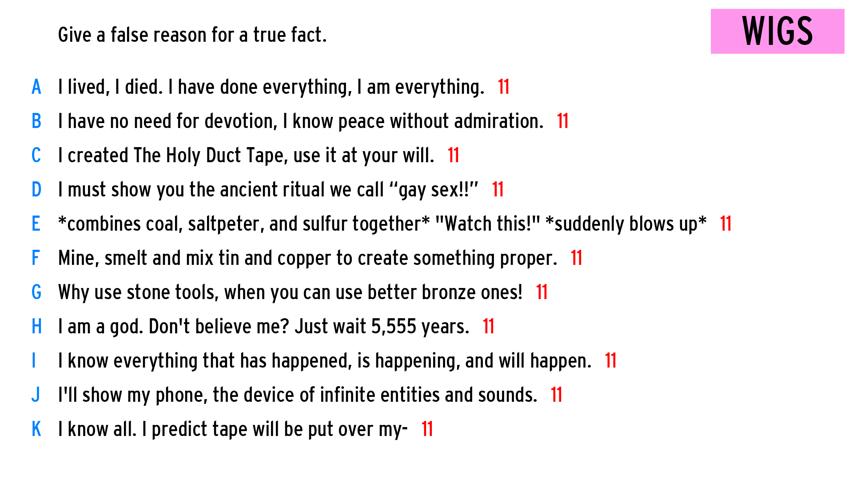 Give a false reason for a true fact.
WIGS
A I lived, I died. I have done everything, I am everything. 11
B I have no need for devotion, I know peace without admiration. 11
C I created The Holy Duct Tape, use it at your will. 11
D I must show you the ancient ritual we call “gay sex!!” 11
E *combines coal, saltpeter, and sulfur together* "Watch this!" *suddenly blows up* 11
F Mine, smelt and mix tin and copper to create something proper. 11
G Why use stone tools, when you can use better bronze ones! 11
H I am a god. Don't believe me? Just wait 5,555 years. 11
I I know everything that has happened, is happening, and will happen. 11
J I'll show my phone, the device of infinite entities and sounds. 11
K I know all. I predict tape will be put over my- 11